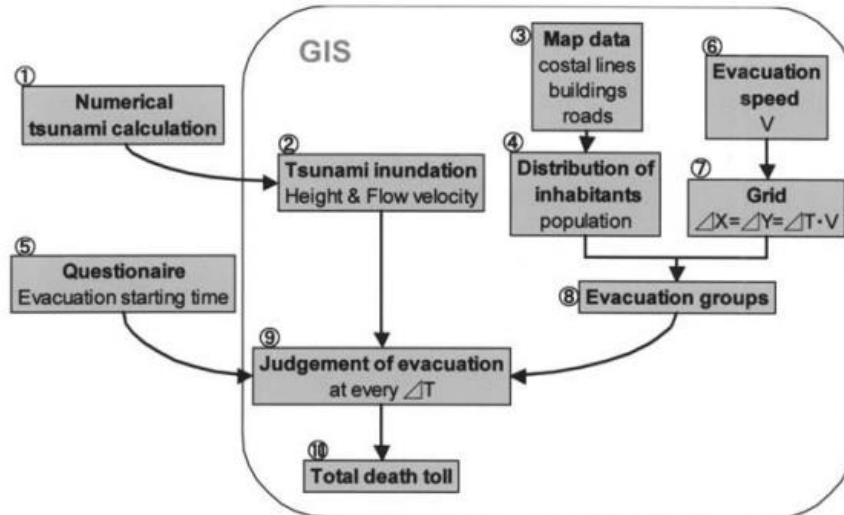 GIS
①
Numerical
tsunami calculation
②
Tsunami inundation
Height & Flow velocity
③
Map data
costal lines
buildings
roads
④
Distribution of
inhabitants
population
⑤
Questionaire
Evacuation starting time
⑥
Evacuation
speed
V
⑦
Grid
⊿X=⊿Y=⊿T·V
⑧
Evacuation groups
⑨
Judgement of evacuation
at every ⊿T
⑩
Total death toll